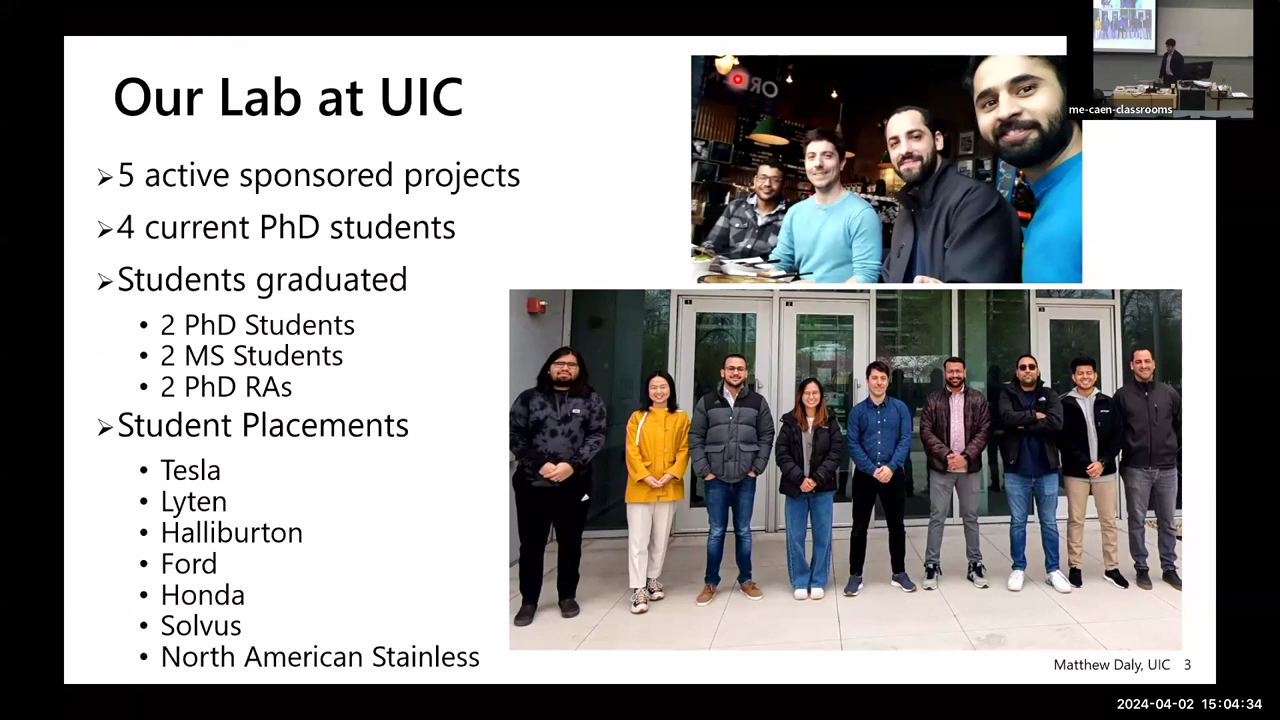 Our Lab at UIC
5 active sponsored projects
4 current PhD students
Students graduated
2 PhD Students
2 MS Students
2 PhD RAs
Student Placements
Tesla
Lyten
Halliburton
Ford
Honda
Solvus
North American Stainless
me-caen-classrooms
Matthew Daly, UIC 3
2024-04-02 15:04:34